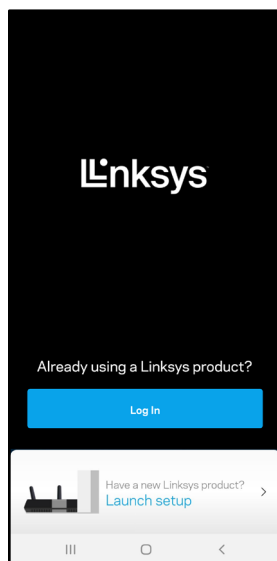 Linksys
Already using a Linksys product?
Log In
Have a new Linksys product?
Launch setup